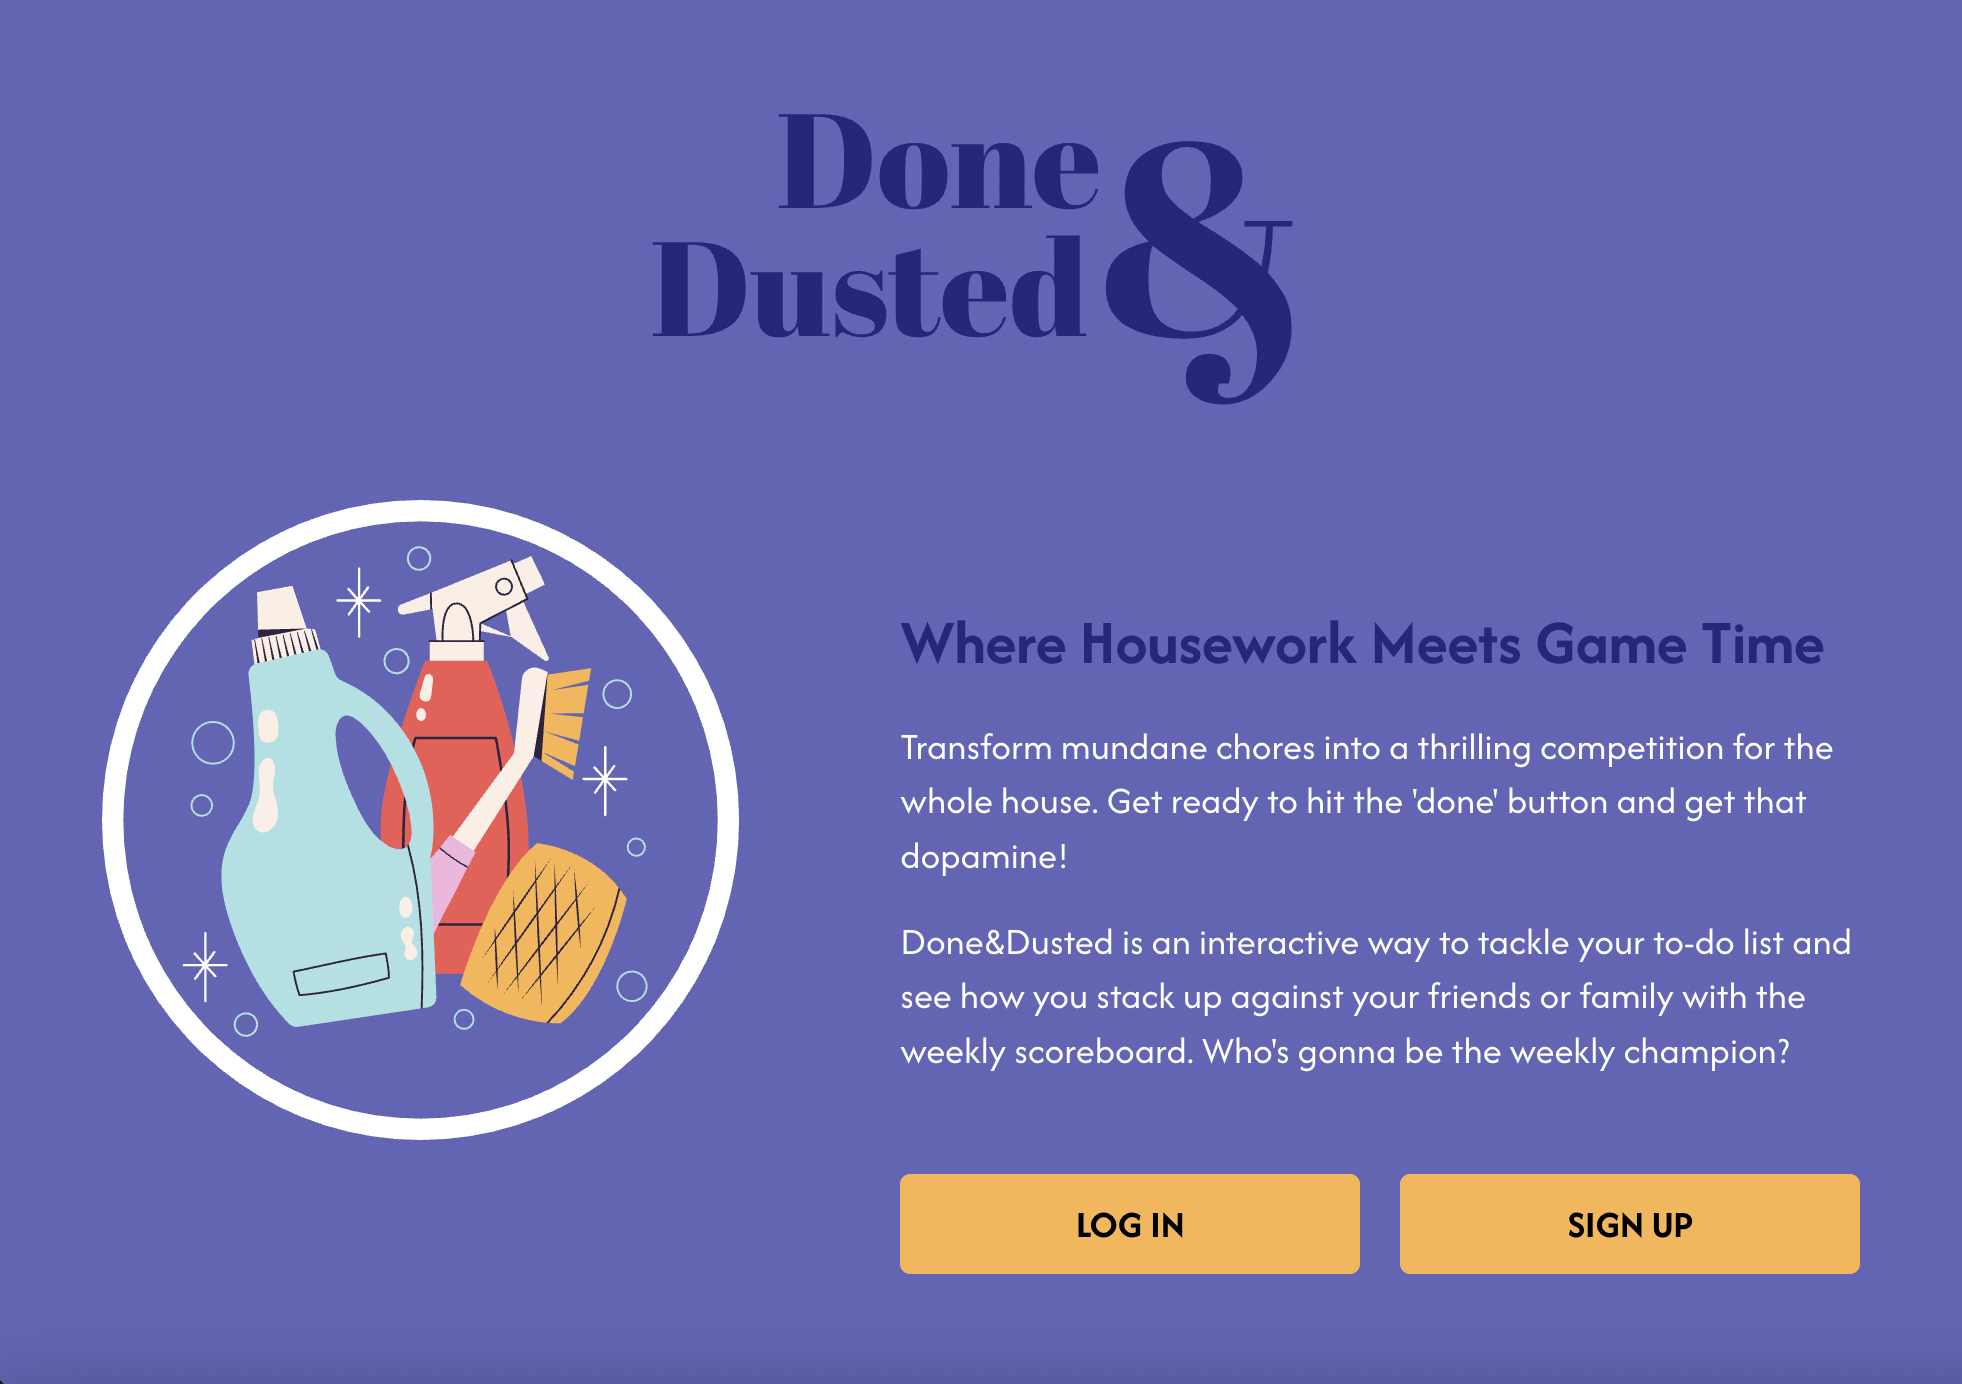 Done
Dusted &
Where Housework Meets Game Time
Transform mundane chores into a thrilling competition for the
whole house. Get ready to hit the 'done' button and get that
dopamine!
Done&Dusted is an interactive way to tackle your to-do list and
see how you stack up against your friends or family with the
weekly scoreboard. Who's gonna be the weekly champion?
LOG IN
SIGN UP